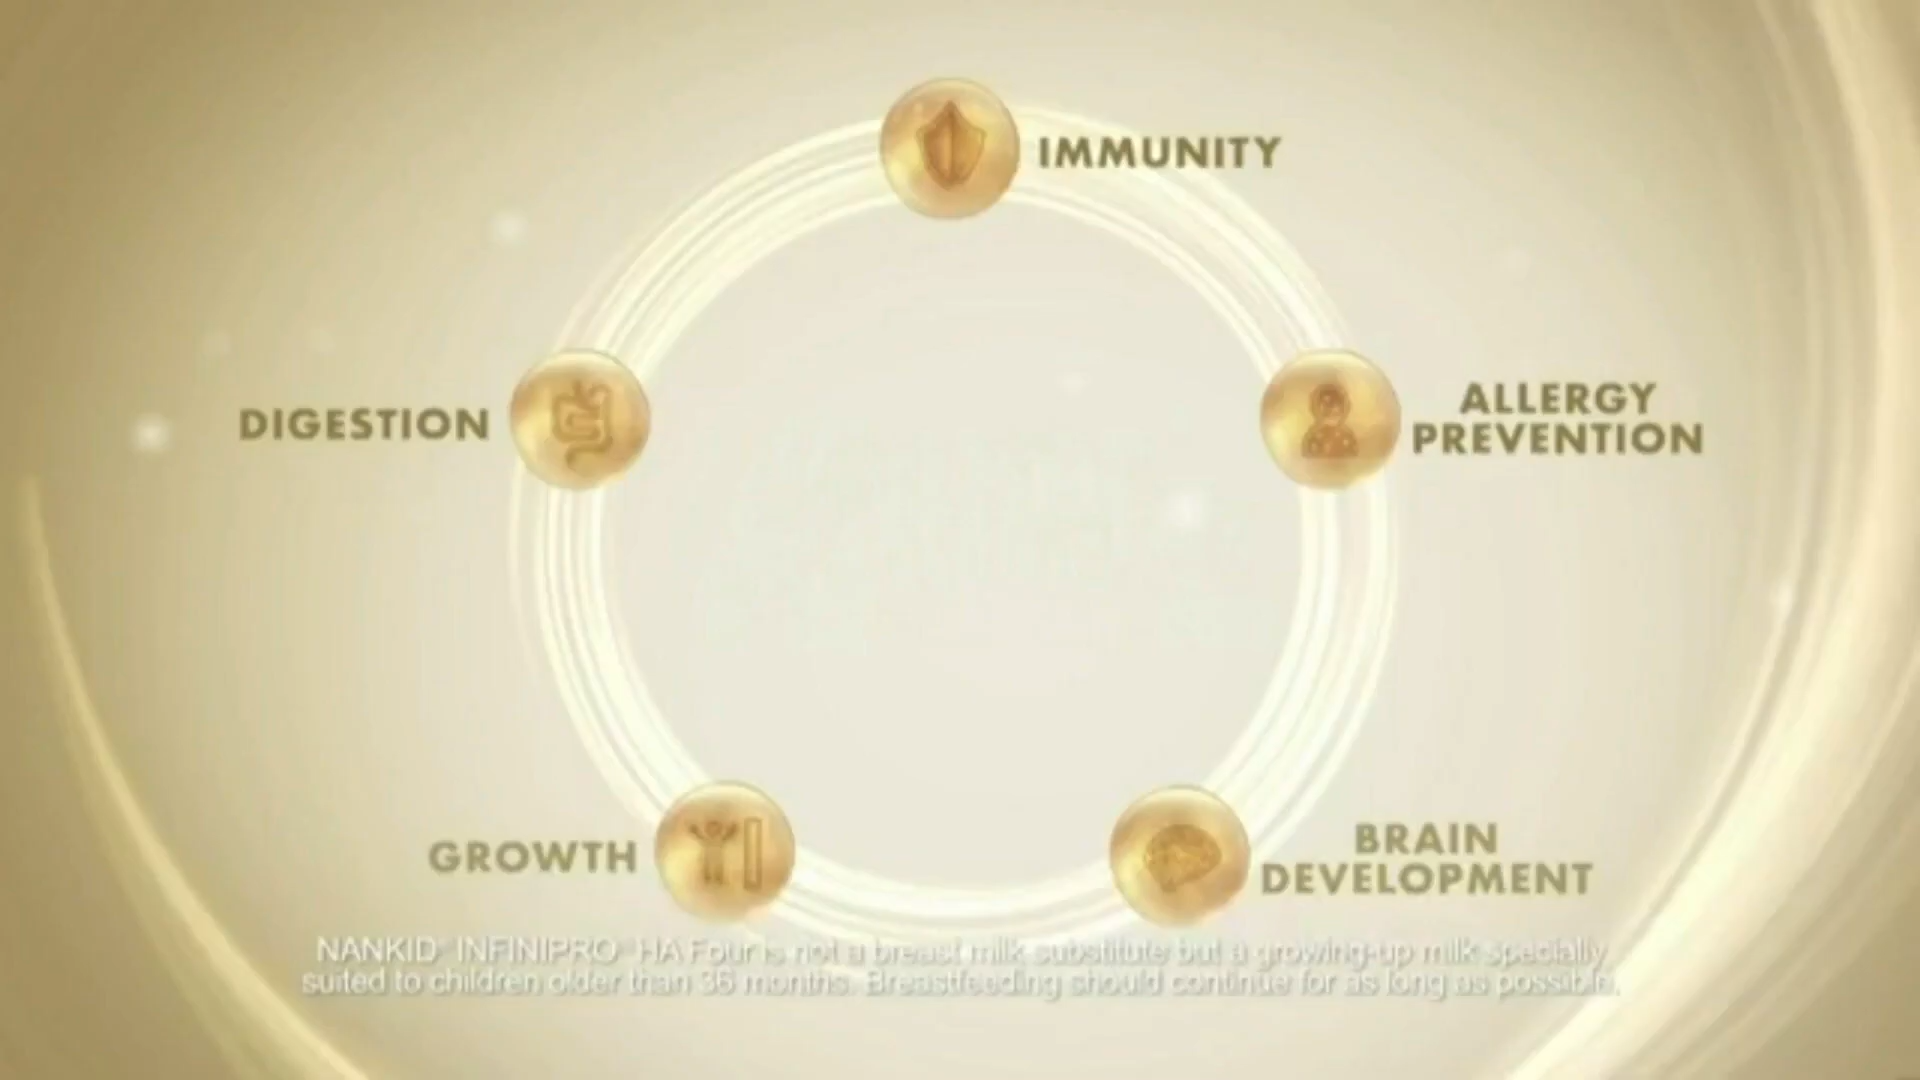 IMMUNITY
DIGESTION
ALLERGY
PREVENTION
GROWTH
BRAIN
DEVELOPMENT
NANKID® INFINIPRO® HA Four is not a breast milk substitute but a growing-up milk specially
suited to children older than 36 months. Breastfeeding should continue for as long as possible.